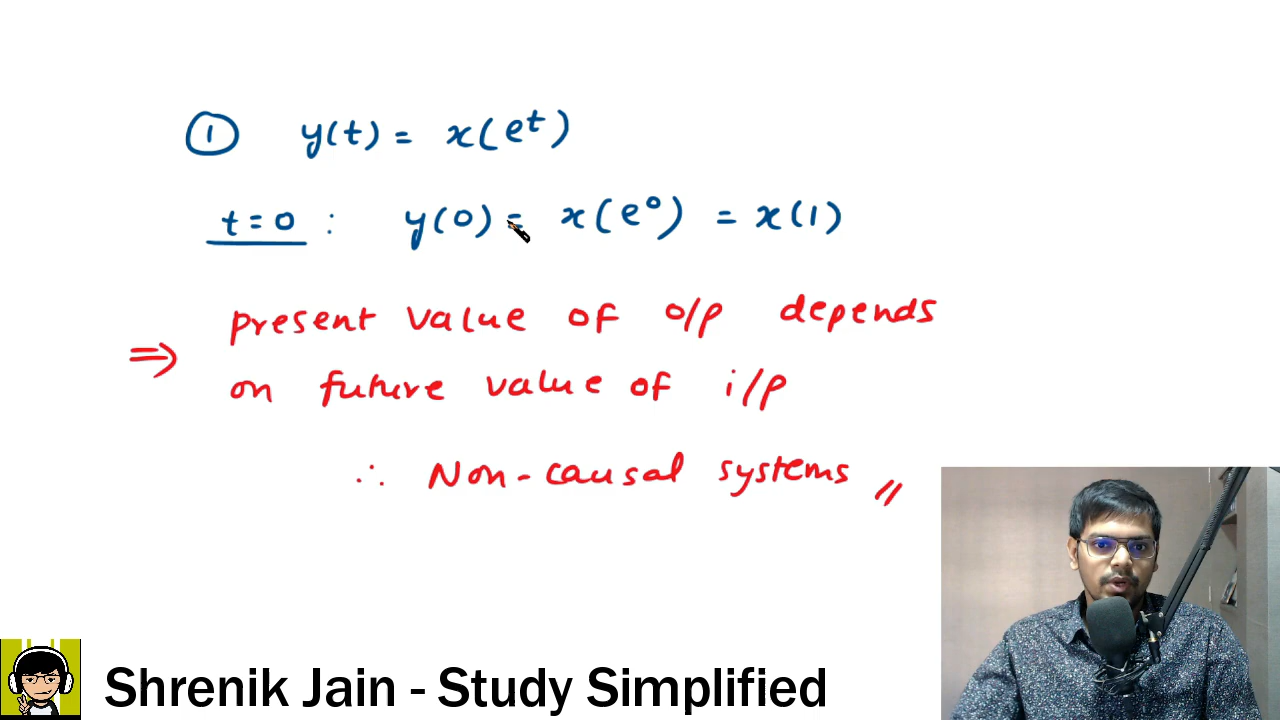 ① y(t) = x(e^t)
t = 0 : y(0) = x(e^0) = x(1)
present value of o/p depends
⇒
on future value of i/p
∴ Non-causal systems //
Shrenik Jain - Study Simplified